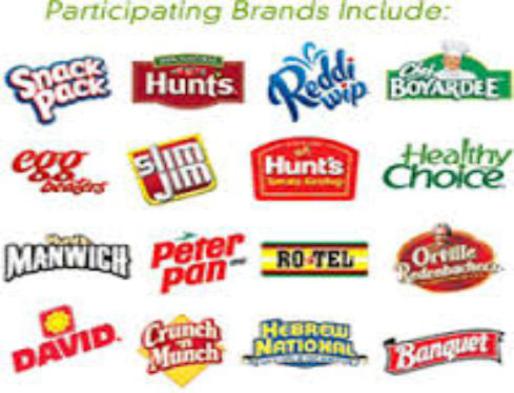 Participating Brands Include:
Snack
Pack
Hunt's
Reddi
wip
Chef
BOYARDEE
egg
beaters
slim
Jim
Hunt's
Healthy
Choice
Hunt's
MANWICH
Peter
pan
RO*TEL
Orville
Redenbacher's
DAVID
Crunch
'n
Munch
HEBREW
NATIONAL
Banquet